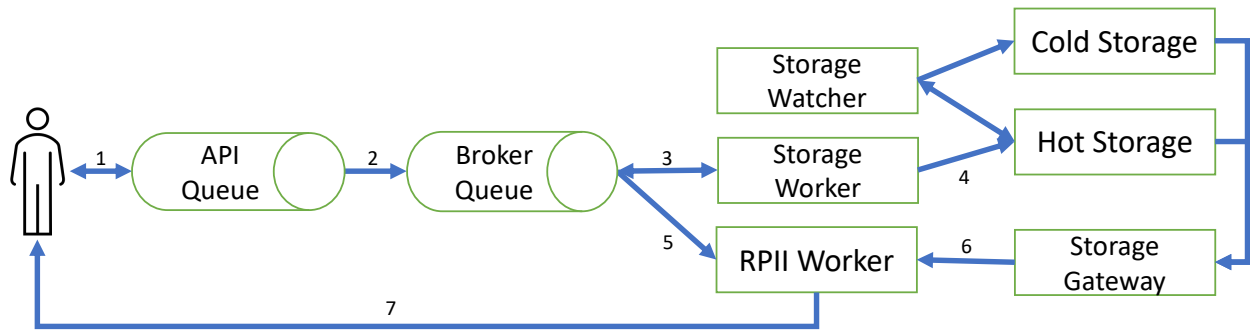 Cold Storage
Storage
Watcher
Hot Storage
1
API
Queue
2
Broker
Queue
3
Storage
Worker
4
5
RPII Worker
6
Storage
Gateway
7